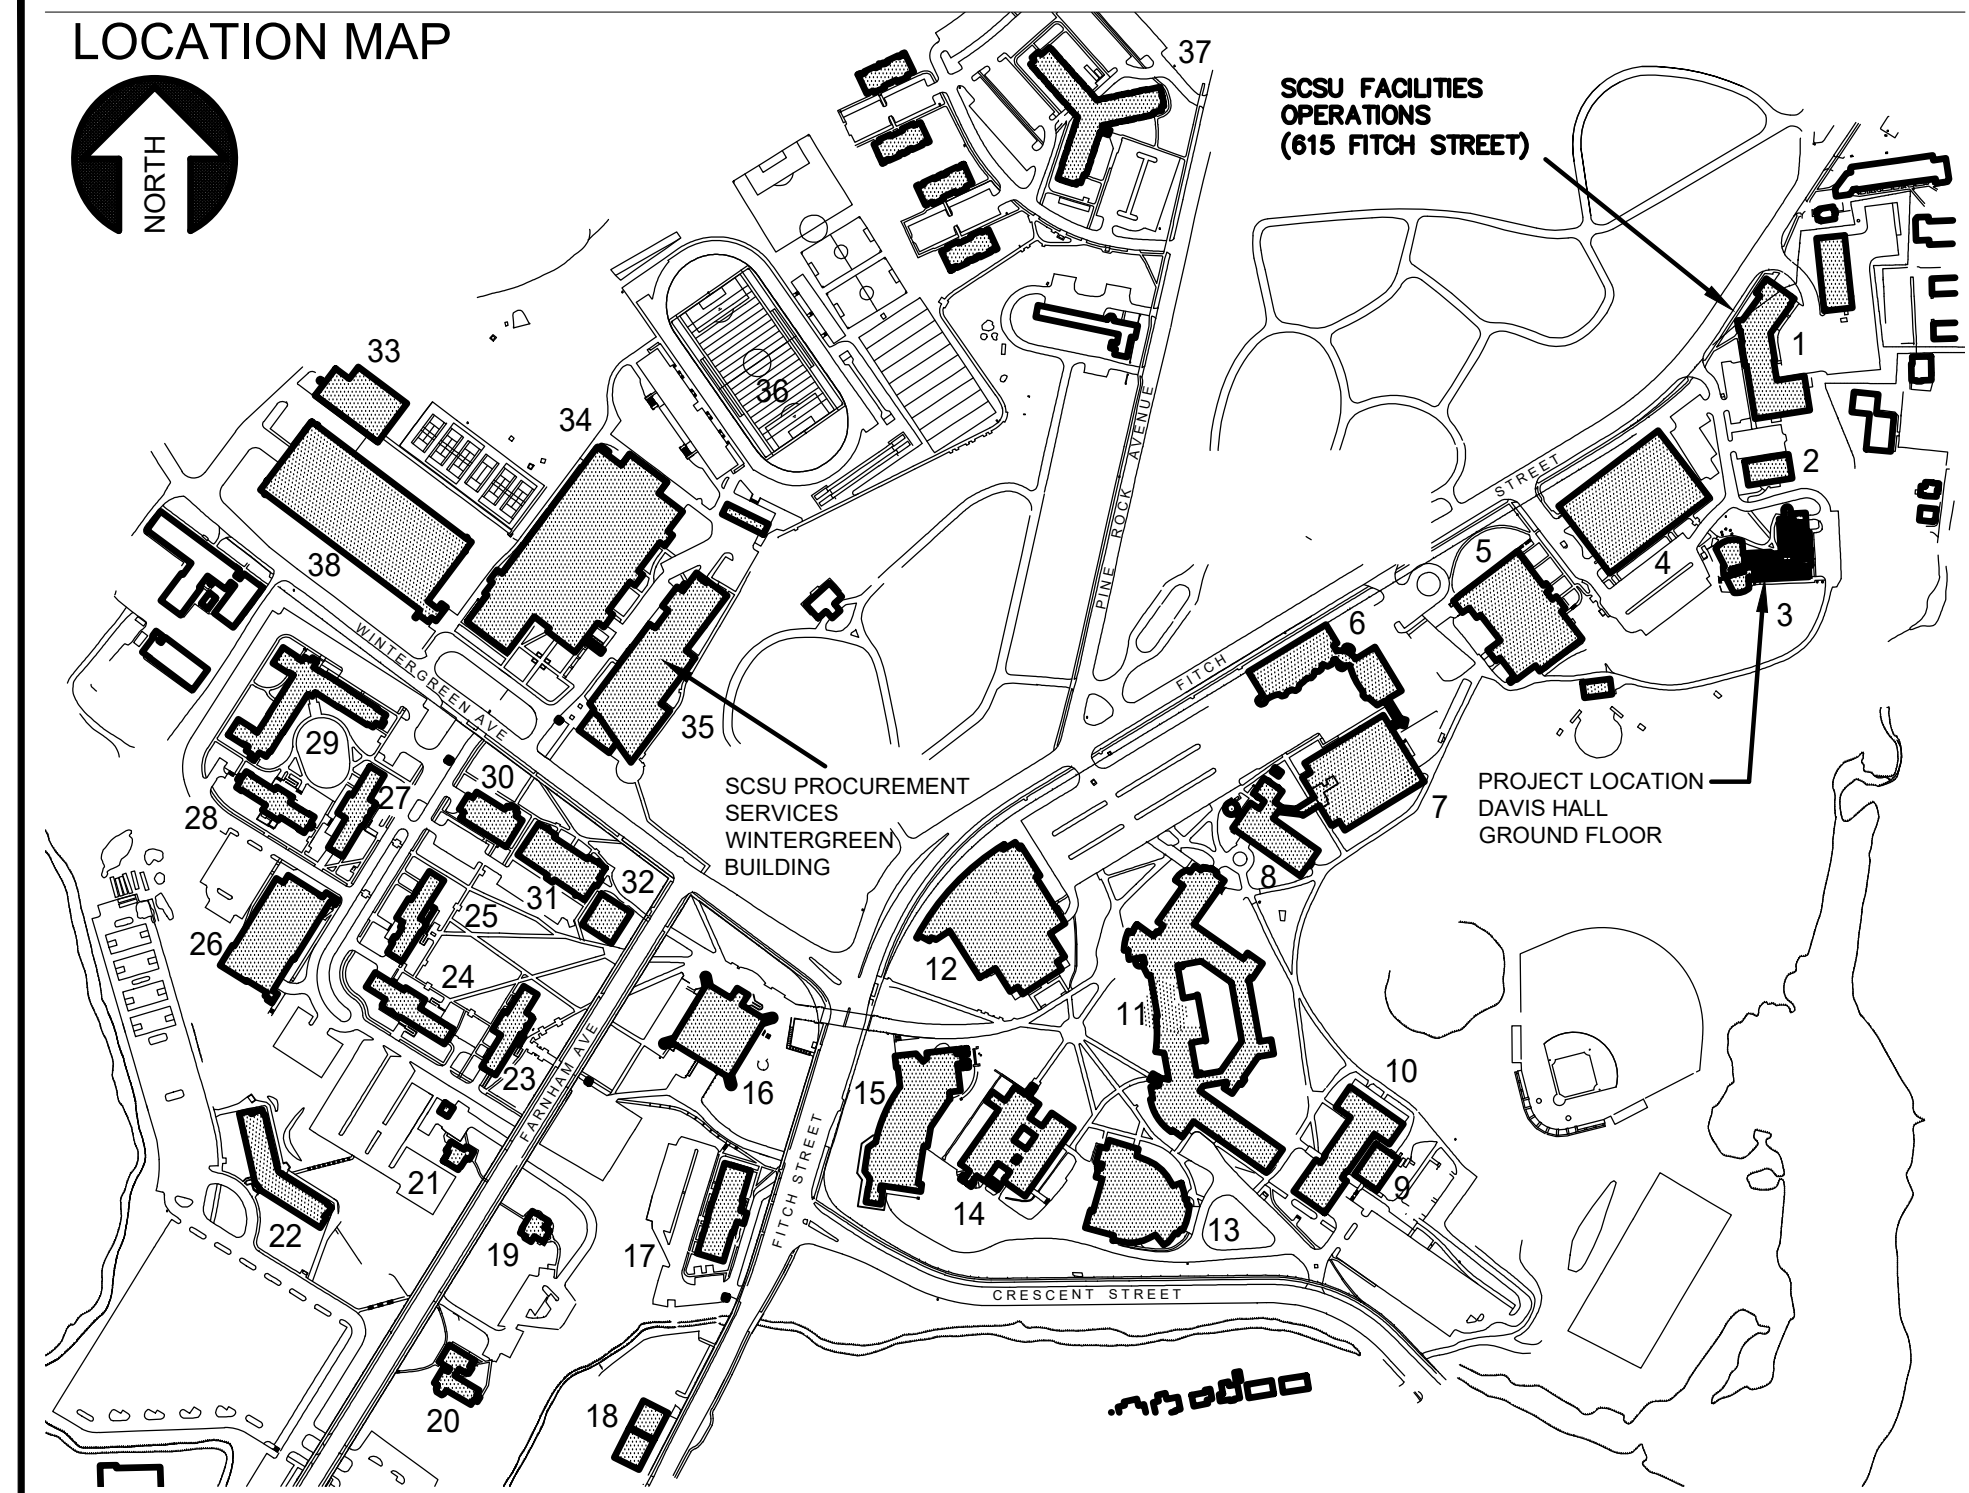 LOCATION MAP
NORTH
37
SCSU FACILITIES
OPERATIONS
(615 FITCH STREET)
33
34
36
1
2
STREET
PINE ROCK AVENUE
38
5
4
3
6
WINTERGREEN AVE
FITCH
35
29
30
27
28
SCSU PROCUREMENT
SERVICES
WINTERGREEN
BUILDING
PROJECT LOCATION
DAVIS HALL
GROUND FLOOR
7
8
31
32
25
26
24
12
11
23
FARNHAM AVE
16
15
10
9
21
22
19
17
FITCH STREET
14
13
CRESCENT STREET
20
18